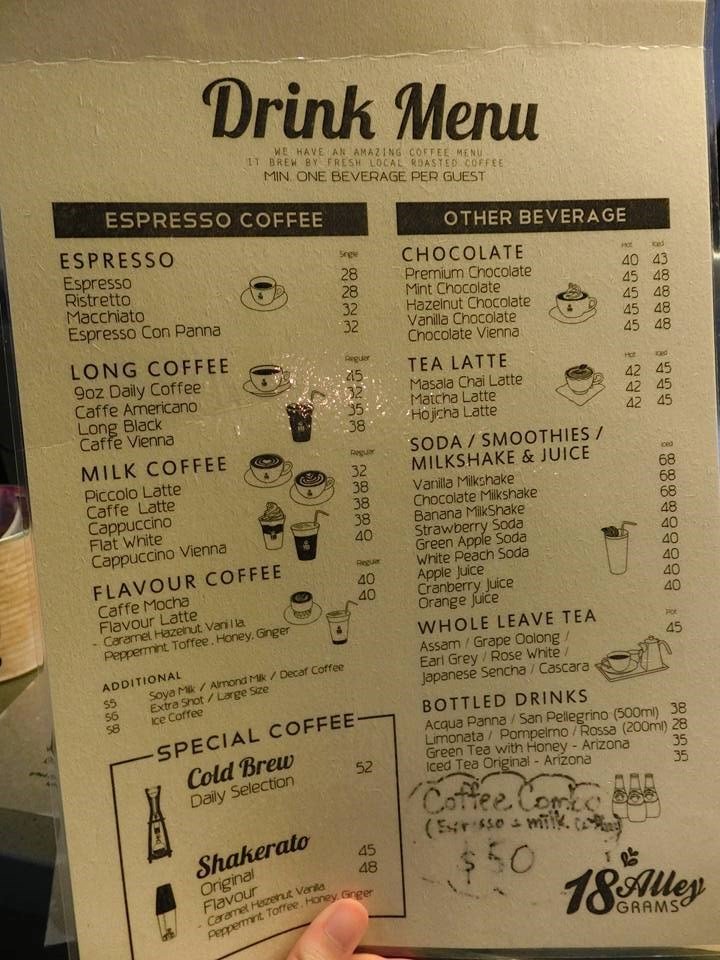 Drink Menu
WE HAVE AN AMAZING COFFEE MENU
IT BREW BY FRESH LOCAL ROASTED COFFEE
MIN. ONE BEVERAGE PER GUEST
ESPRESSO COFFEE
ESPRESSO Single
Espresso 28
Ristretto 28
Macchiato 32
Espresso Con Panna 32
LONG COFFEE Regular
9oz Daily Coffee 45
Caffe Americano 32
Long Black 35
Caffe Vienna 38
MILK COFFEE Regular
Piccolo Latte 32
Caffe Latte 38
Cappuccino 38
Flat White 38
Cappuccino Vienna 40
FLAVOUR COFFEE Regular
Caffe Mocha 40
Flavour Latte 40
- Caramel Hazelnut, Vanilla
Peppermint, Toffee, Honey, Ginger
ADDITIONAL
$5 Soya Milk / Almond Milk / Decaf Coffee
$6 Extra Shot / Large Size
$8 Ice Coffee
SPECIAL COFFEE
Cold Brew
Daily Selection 52
Shakerato
Original 45
Flavour 48
- Caramel, Hazelnut, Vanilla
Peppermint, Toffee, Honey, Ginger
OTHER BEVERAGE
CHOCOLATE Hot Iced
Premium Chocolate 40 43
Mint Chocolate 45 48
Hazelnut Chocolate 45 48
Vanilla Chocolate 45 48
Chocolate Vienna 45 48
TEA LATTE Hot Iced
Masala Chai Latte 42 45
Matcha Latte 42 45
Hojicha Latte 42 45
SODA / SMOOTHIES /
MILKSHAKE & JUICE Iced
Vanilla Milkshake 68
Chocolate Milkshake 68
Banana MilkShake 68
Strawberry Soda 48
Green Apple Soda 40
White Peach Soda 40
Apple Juice 40
Cranberry Juice 40
Orange Juice 40
WHOLE LEAVE TEA Pot
Assam / Grape Oolong / 45
Earl Grey / Rose White /
Japanese Sencha / Cascara
BOTTLED DRINKS
Acqua Panna / San Pellegrino (500ml) 38
Limonata / Pompelmo / Rossa (200ml) 28
Green Tea with Honey - Arizona 35
Iced Tea Original - Arizona 35
Coffee Combo
(Espresso & milk
$50
18 Alley
GRAMS